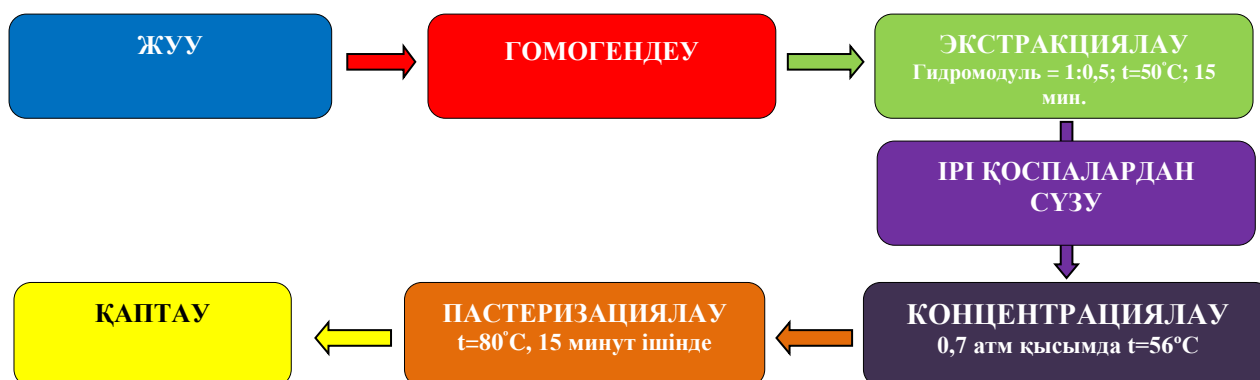 ЖУУ
ГОМОГЕНДЕУ
ЭКСТРАКЦИЯЛАУ
Гидромодуль = 1:0,5; t=50°C; 15
мин.
ІРІ ҚОСПАЛАРДАН
СҮЗУ
КОНЦЕНТРАЦИЯЛАУ
0,7 атм қысымда t=56°C
ПАСТЕРИЗАЦИЯЛАУ
t=80°C, 15 минут ішінде
ҚАПТАУ